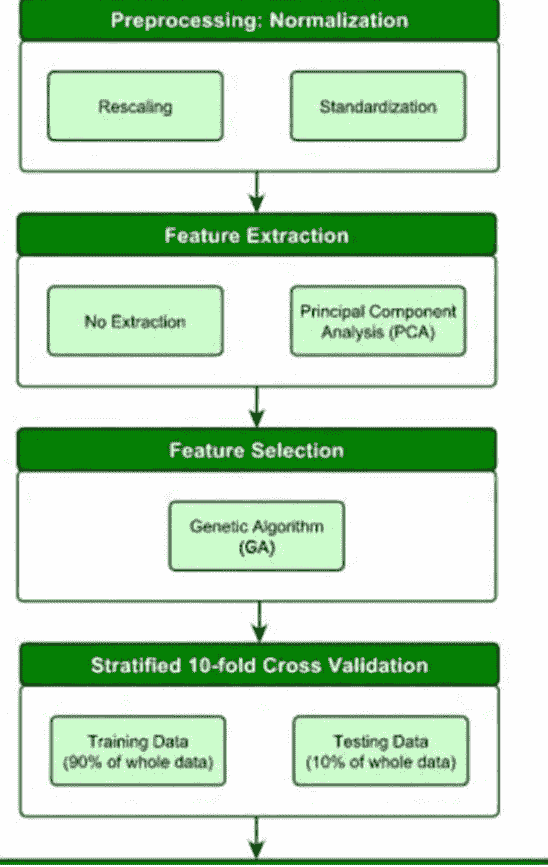 Preprocessing: Normalization
Rescaling
Standardization
Feature Extraction
No Extraction
Principal Component
Analysis (PCA)
Feature Selection
Genetic Algorithm
(GA)
Stratified 10-fold Cross Validation
Training Data
(90% of whole data)
Testing Data
(10% of whole data)